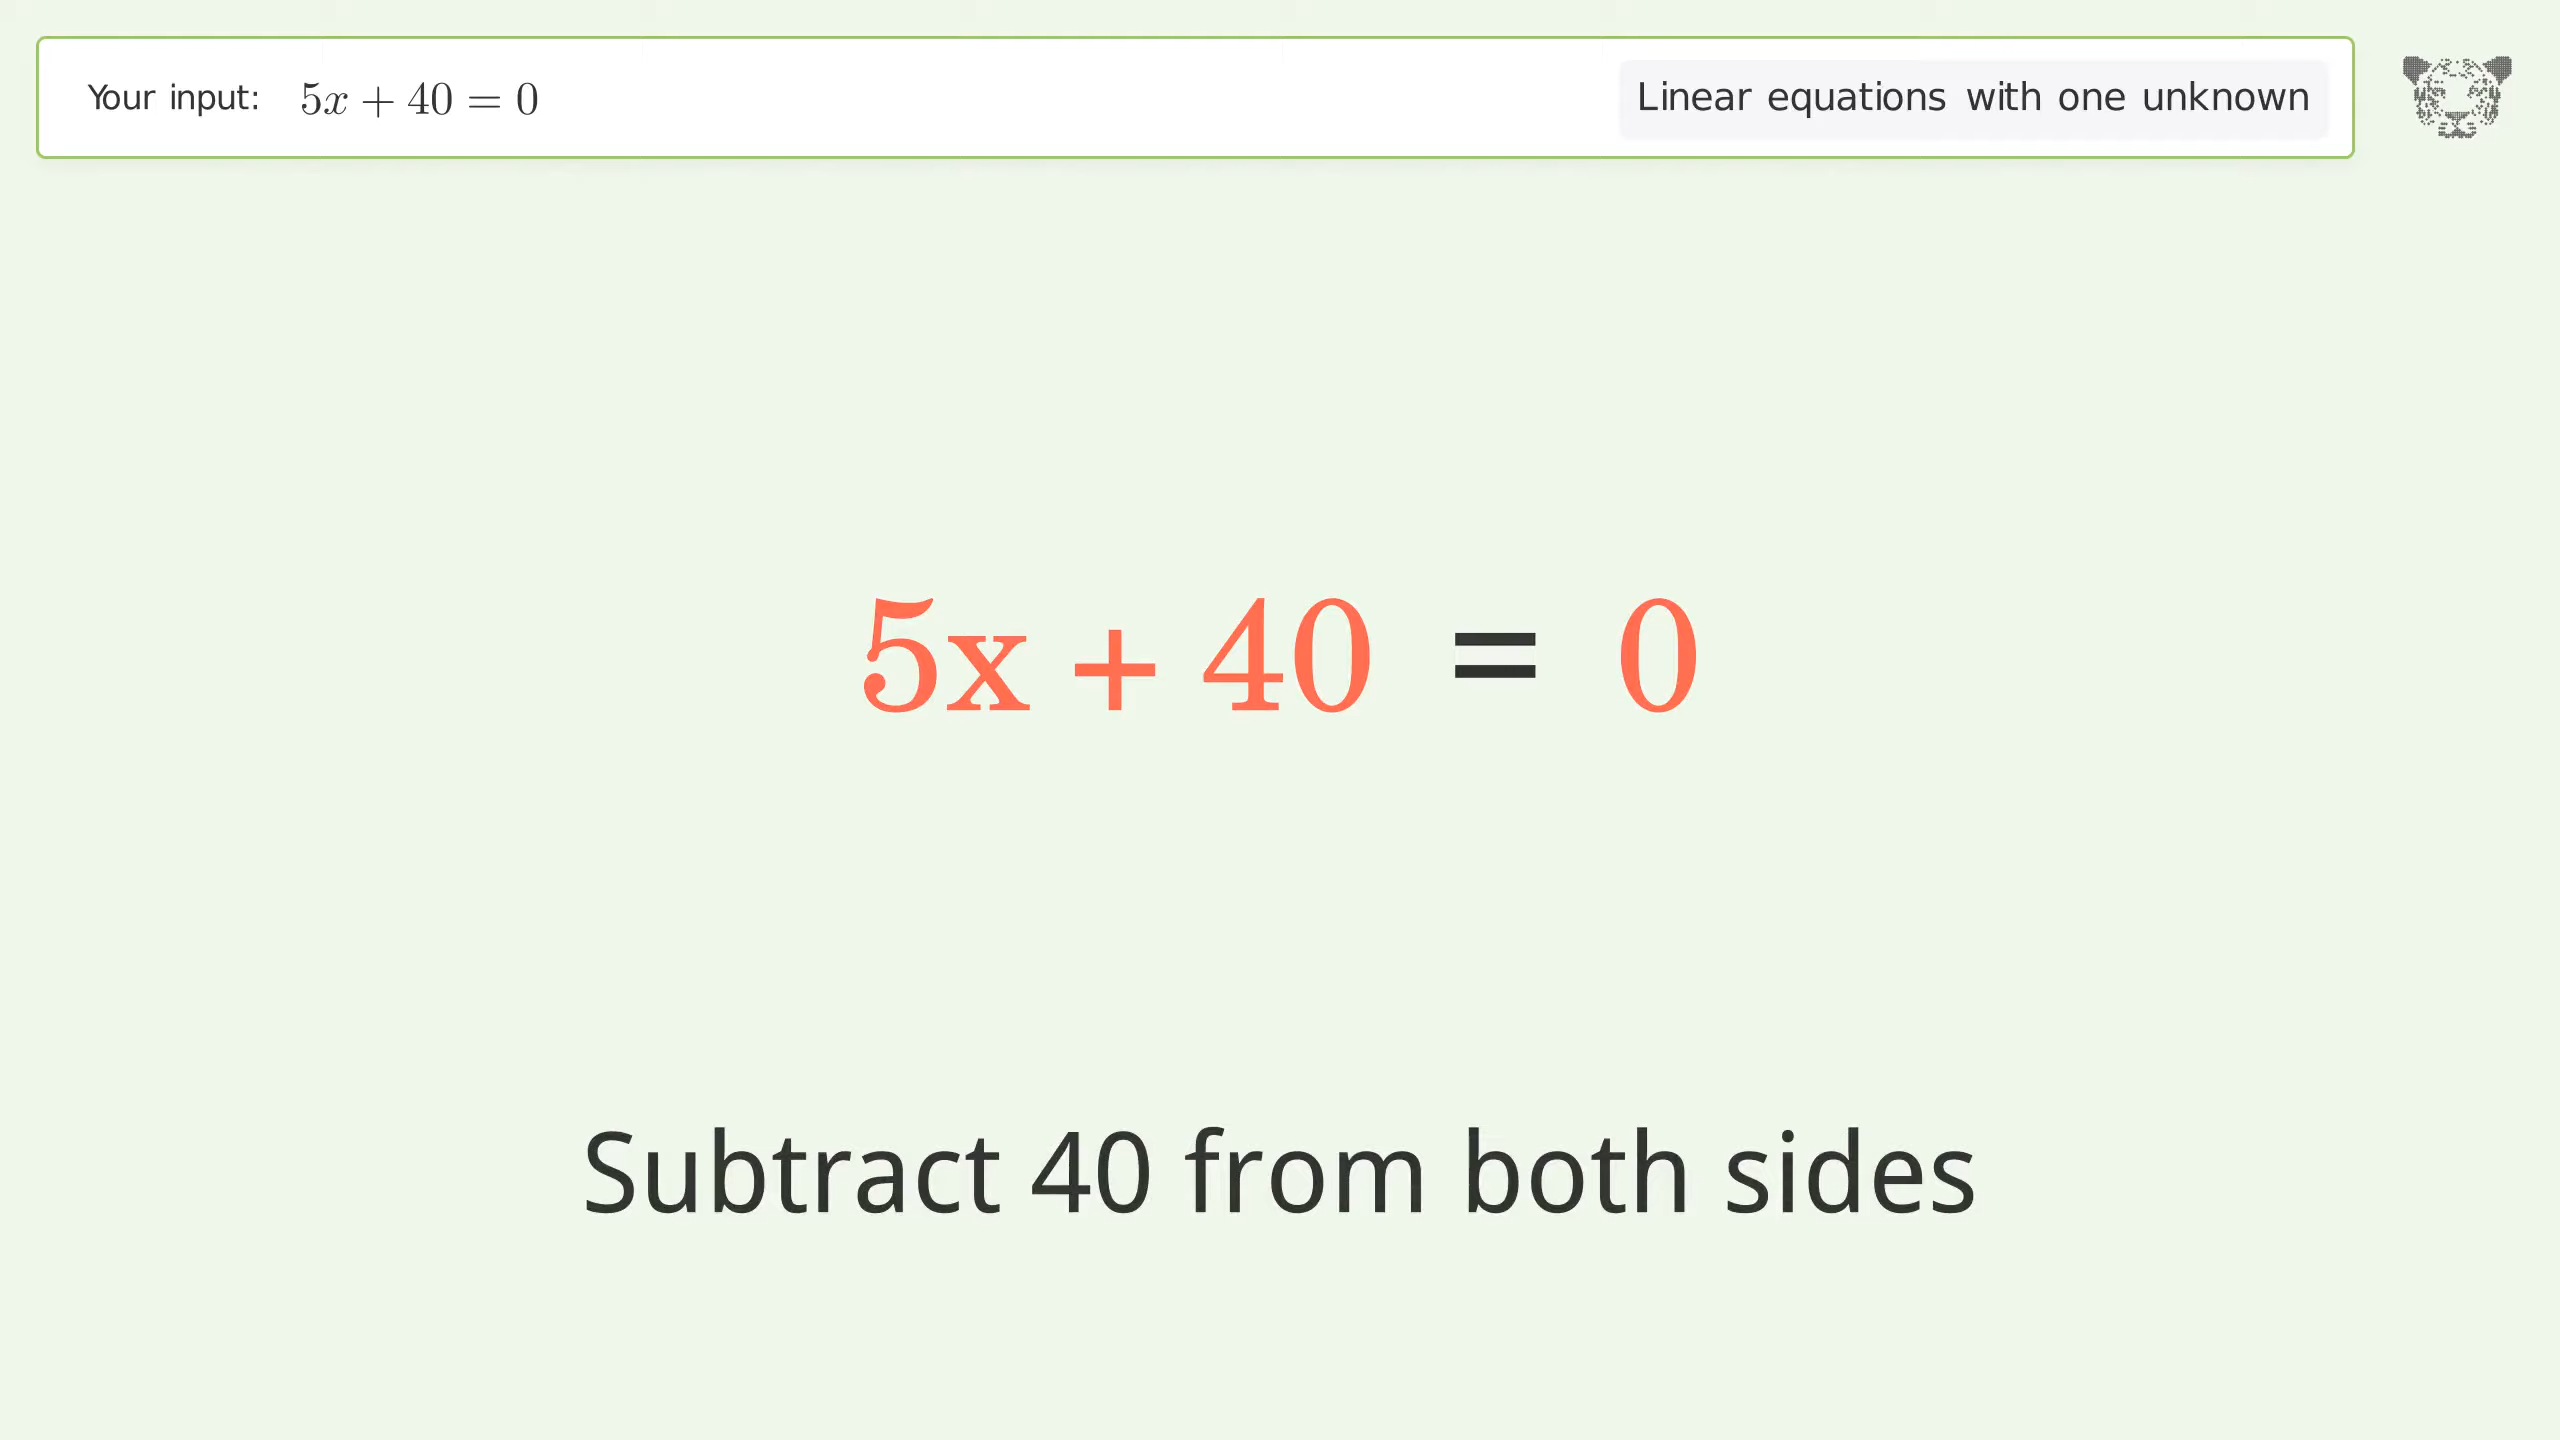 Your input: 5x + 40 = 0
Linear equations with one unknown
5x + 40 = 0
Subtract 40 from both sides